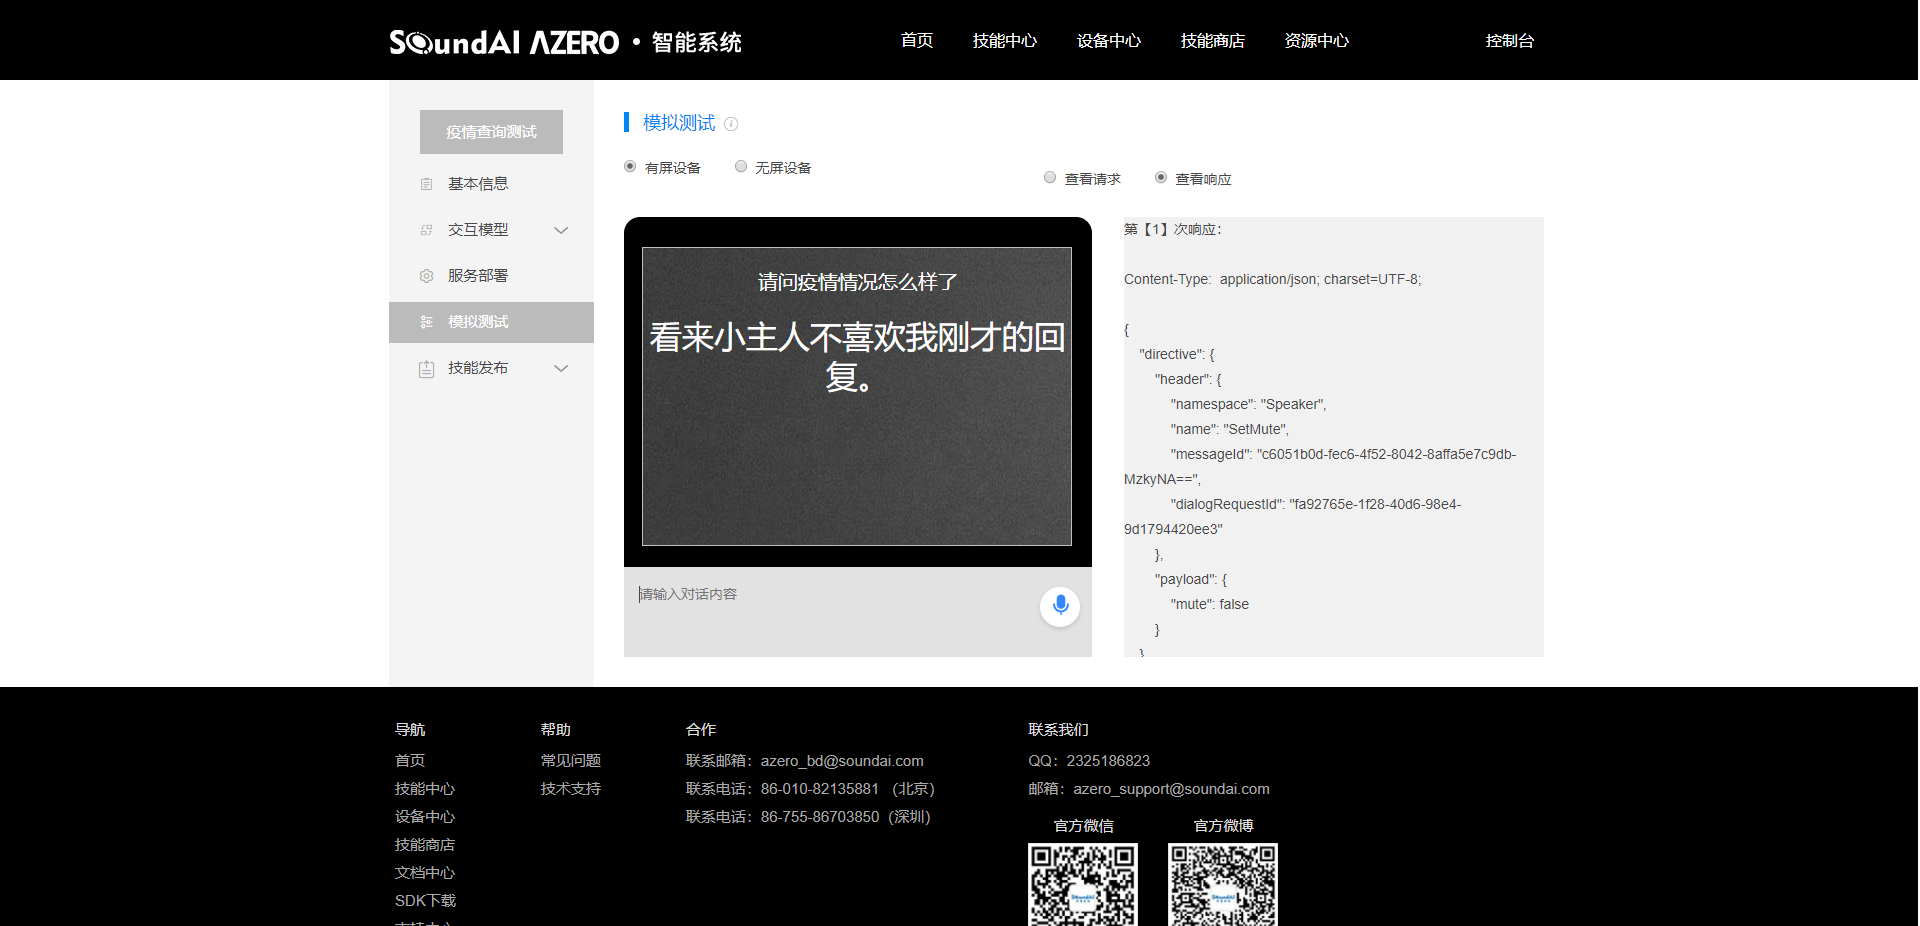 SoundAI AZERO · 智能系统
首页 技能中心 设备中心 技能商店 资源中心 控制台
疫情查询测试
基本信息
交互模型
服务部署
模拟测试
技能发布
模拟测试
有屏设备 无屏设备
查看请求 查看响应
请问疫情情况怎么样了
看来小主人不喜欢我刚才的回
复。
请输入对话内容
第【1】次响应：
Content-Type: application/json; charset=UTF-8;
{
"directive": {
"header": {
"namespace": "Speaker",
"name": "SetMute",
"messageId": "c6051b0d-fec6-4f52-8042-8affa5e7c9db-
MzkyNA==",
"dialogRequestId": "fa92765e-1f28-40d6-98e4-
9d1794420ee3"
},
"payload": {
"mute": false
}
}
导航
首页
技能中心
设备中心
技能商店
文档中心
SDK下载
帮助
常见问题
技术支持
合作
联系邮箱：azero_bd@soundai.com
联系电话：86-010-82135881 （北京）
联系电话：86-755-86703850（深圳）
联系我们
QQ：2325186823
邮箱：azero_support@soundai.com
官方微信 官方微博